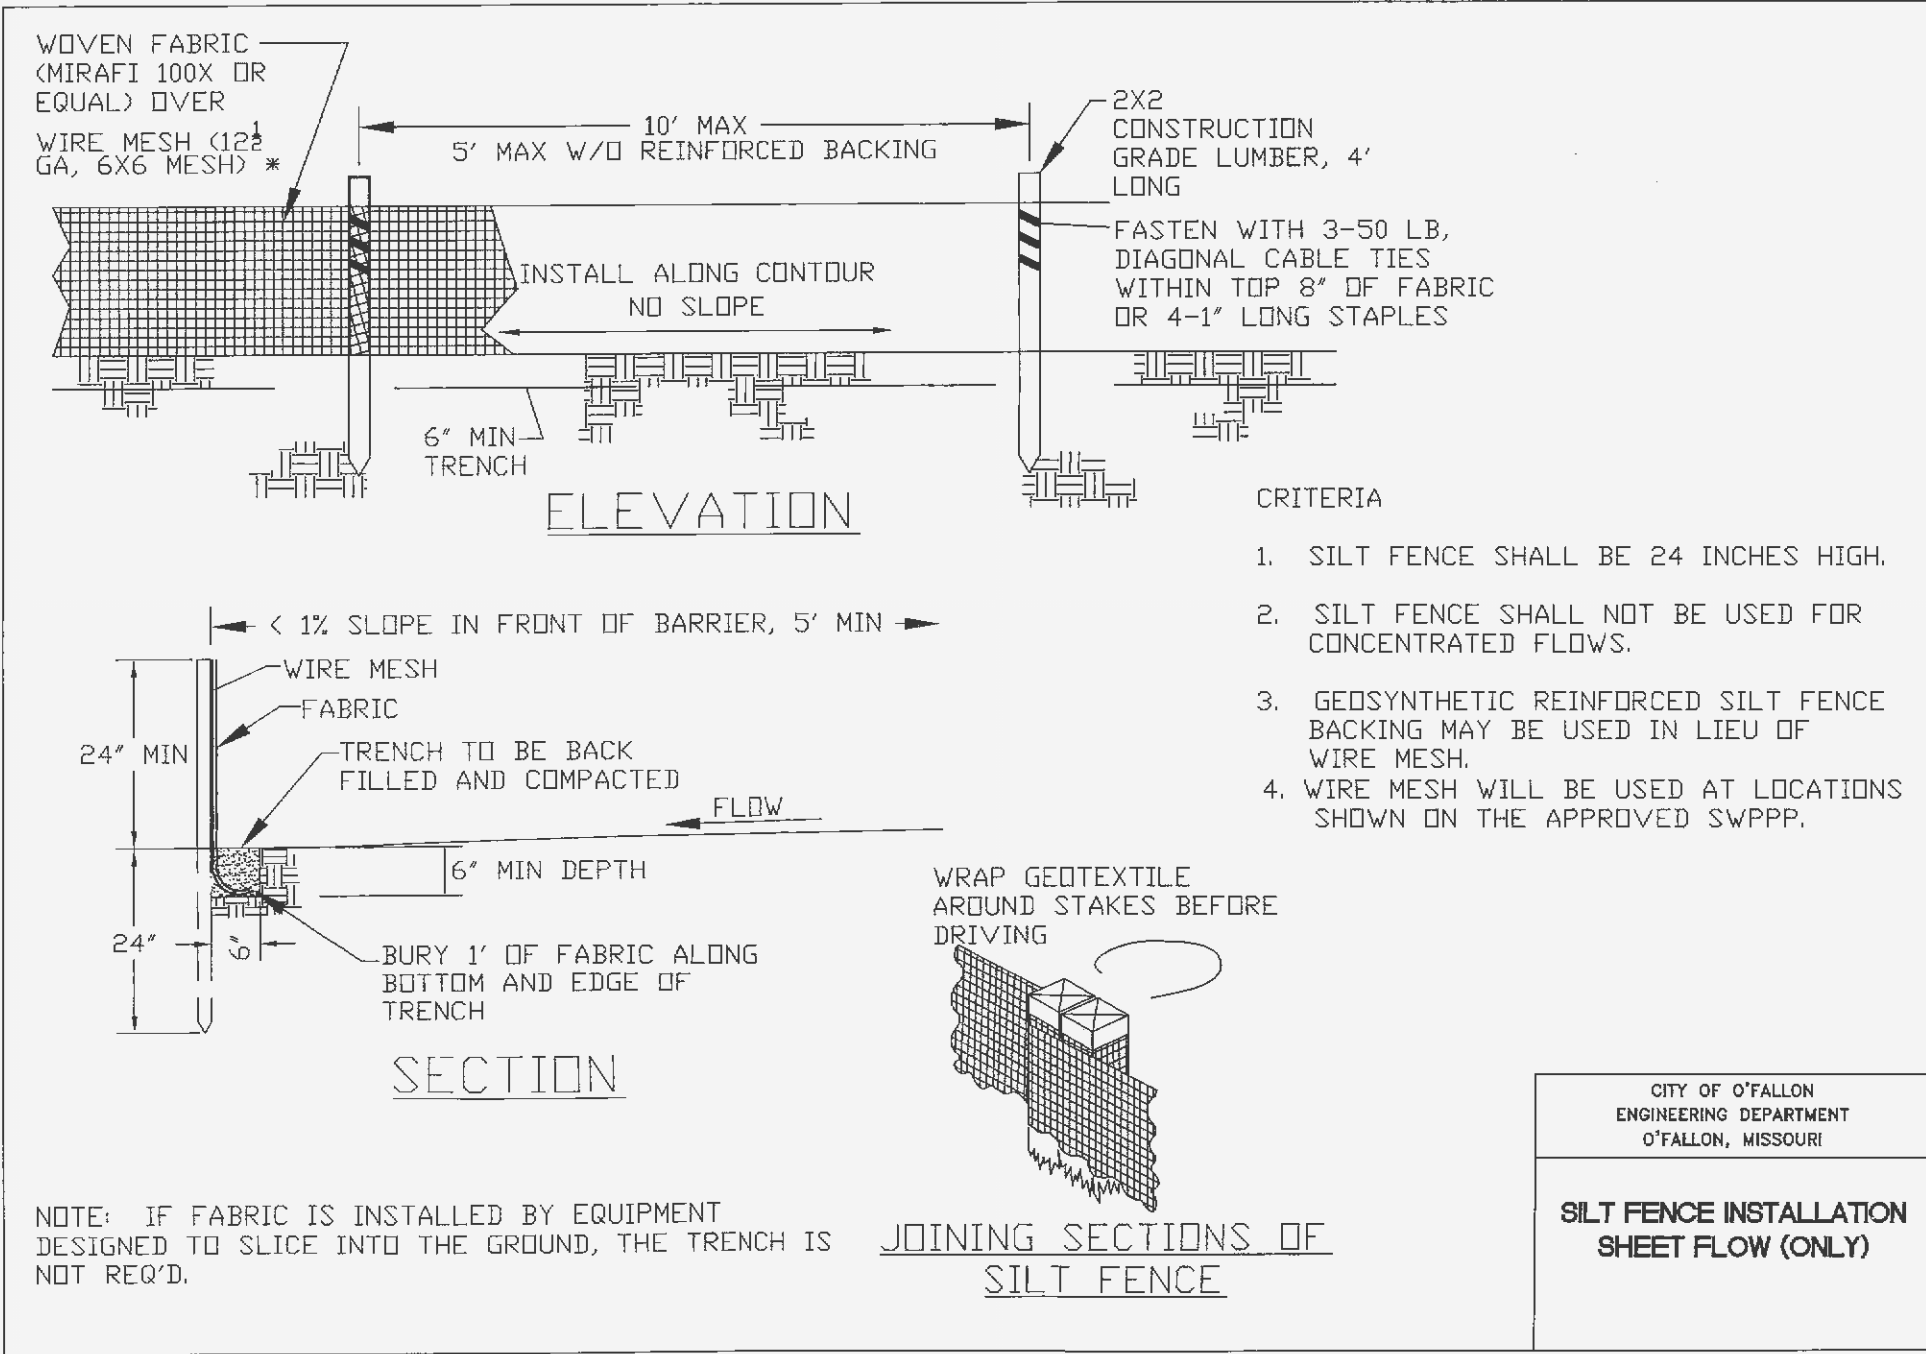 WOVEN FABRIC
(MIRAFI 100X OR
EQUAL) OVER
WIRE MESH (12 1/2
GA, 6X6 MESH) *
10' MAX
5' MAX W/O REINFORCED BACKING
2X2
CONSTRUCTION
GRADE LUMBER, 4'
LONG
FASTEN WITH 3-50 LB,
DIAGONAL CABLE TIES
WITHIN TOP 8" OF FABRIC
OR 4-1" LONG STAPLES
INSTALL ALONG CONTOUR
NO SLOPE
6" MIN
TRENCH
ELEVATION
CRITERIA
1. SILT FENCE SHALL BE 24 INCHES HIGH.
2. SILT FENCE SHALL NOT BE USED FOR
CONCENTRATED FLOWS.
3. GEOSYNTHETIC REINFORCED SILT FENCE
BACKING MAY BE USED IN LIEU OF
WIRE MESH.
4. WIRE MESH WILL BE USED AT LOCATIONS
SHOWN ON THE APPROVED SWPPP.
< 1% SLOPE IN FRONT OF BARRIER, 5' MIN
WIRE MESH
FABRIC
24" MIN
TRENCH TO BE BACK
FILLED AND COMPACTED
FLOW
6" MIN DEPTH
24"
6"
BURY 1' OF FABRIC ALONG
BOTTOM AND EDGE OF
TRENCH
SECTION
WRAP GEOTEXTILE
AROUND STAKES BEFORE
DRIVING
JOINING SECTIONS OF
SILT FENCE
NOTE: IF FABRIC IS INSTALLED BY EQUIPMENT
DESIGNED TO SLICE INTO THE GROUND, THE TRENCH IS
NOT REQ'D.
CITY OF O'FALLON
ENGINEERING DEPARTMENT
O'FALLON, MISSOURI
SILT FENCE INSTALLATION
SHEET FLOW (ONLY)